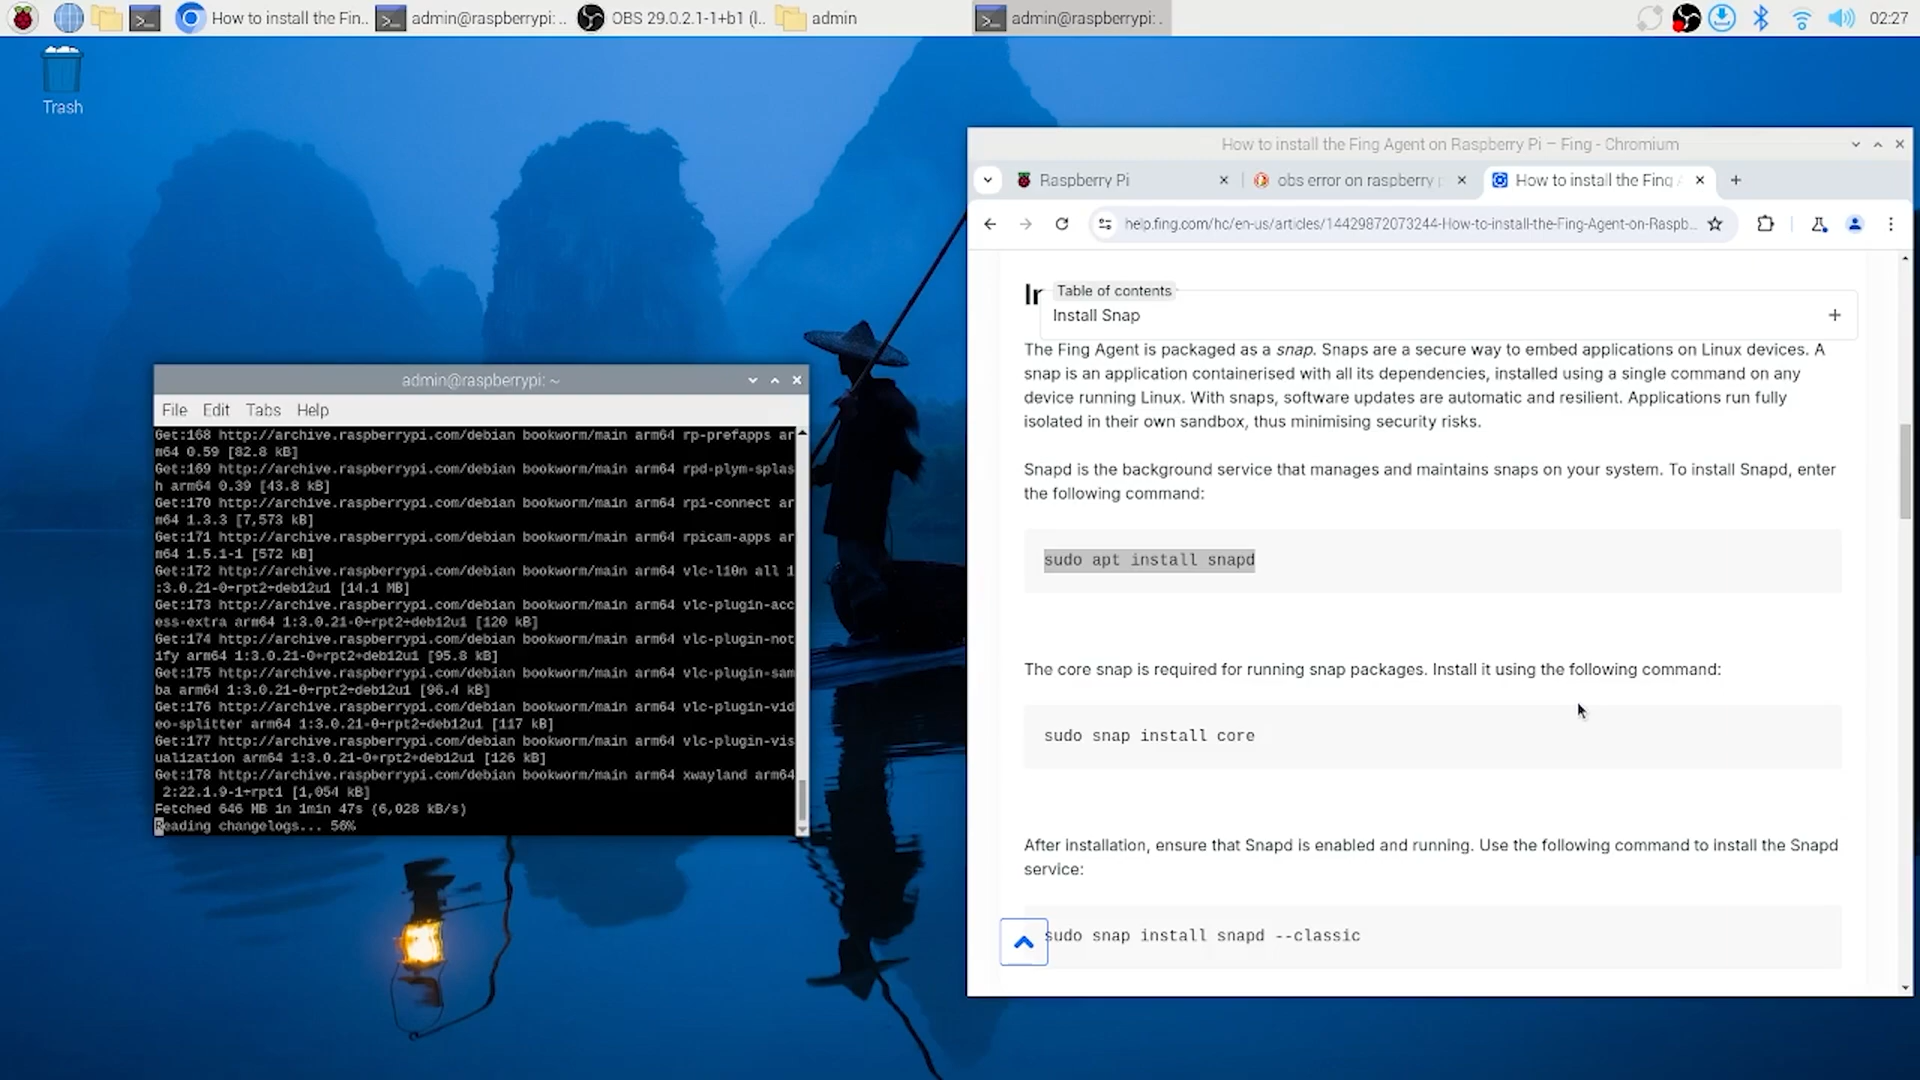 How to install the Fin..
admin@raspberrypi: ..
OBS 29.0.2.1-1+b1 (l..
admin
admin@raspberrypi: .
02:27
Trash
How to install the Fing Agent on Raspberry Pi – Fing - Chromium
Raspberry Pi
obs error on raspberry p
How to install the Fing A
help.fing.com/hc/en-us/articles/14429872073244-How-to-install-the-Fing-Agent-on-Raspb...
Table of contents
Install Snap
The Fing Agent is packaged as a snap. Snaps are a secure way to embed applications on Linux devices. A
snap is an application containerised with all its dependencies, installed using a single command on any
device running Linux. With snaps, software updates are automatic and resilient. Applications run fully
isolated in their own sandbox, thus minimising security risks.
Snapd is the background service that manages and maintains snaps on your system. To install Snapd, enter
the following command:
sudo apt install snapd
The core snap is required for running snap packages. Install it using the following command:
sudo snap install core
After installation, ensure that Snapd is enabled and running. Use the following command to install the Snapd
service:
sudo snap install snapd --classic
admin@raspberrypi: ~
File Edit Tabs Help
Get:168 http://archive.raspberrypi.com/debian bookworm/main arm64 rp-prefapps ar
m64 0.59 [82.8 kB]
Get:169 http://archive.raspberrypi.com/debian bookworm/main arm64 rpd-plym-splas
h arm64 0.39 [43.8 kB]
Get:170 http://archive.raspberrypi.com/debian bookworm/main arm64 rpi-connect ar
m64 1.3.3 [7,573 kB]
Get:171 http://archive.raspberrypi.com/debian bookworm/main arm64 rpicam-apps ar
m64 1.5.1-1 [572 kB]
Get:172 http://archive.raspberrypi.com/debian bookworm/main arm64 vlc-l10n all 1
:3.0.21-0+rpt2+deb12u1 [14.1 MB]
Get:173 http://archive.raspberrypi.com/debian bookworm/main arm64 vlc-plugin-acc
ess-extra arm64 1:3.0.21-0+rpt2+deb12u1 [120 kB]
Get:174 http://archive.raspberrypi.com/debian bookworm/main arm64 vlc-plugin-not
ify arm64 1:3.0.21-0+rpt2+deb12u1 [95.8 kB]
Get:175 http://archive.raspberrypi.com/debian bookworm/main arm64 vlc-plugin-sam
ba arm64 1:3.0.21-0+rpt2+deb12u1 [96.4 kB]
Get:176 http://archive.raspberrypi.com/debian bookworm/main arm64 vlc-plugin-vid
eo-splitter arm64 1:3.0.21-0+rpt2+deb12u1 [117 kB]
Get:177 http://archive.raspberrypi.com/debian bookworm/main arm64 vlc-plugin-vis
ualization arm64 1:3.0.21-0+rpt2+deb12u1 [126 kB]
Get:178 http://archive.raspberrypi.com/debian bookworm/main arm64 xwayland arm64
2:22.1.9-1+rpt1 [1,054 kB]
Fetched 646 MB in 1min 47s (6,028 kB/s)
Reading changelogs... 56%